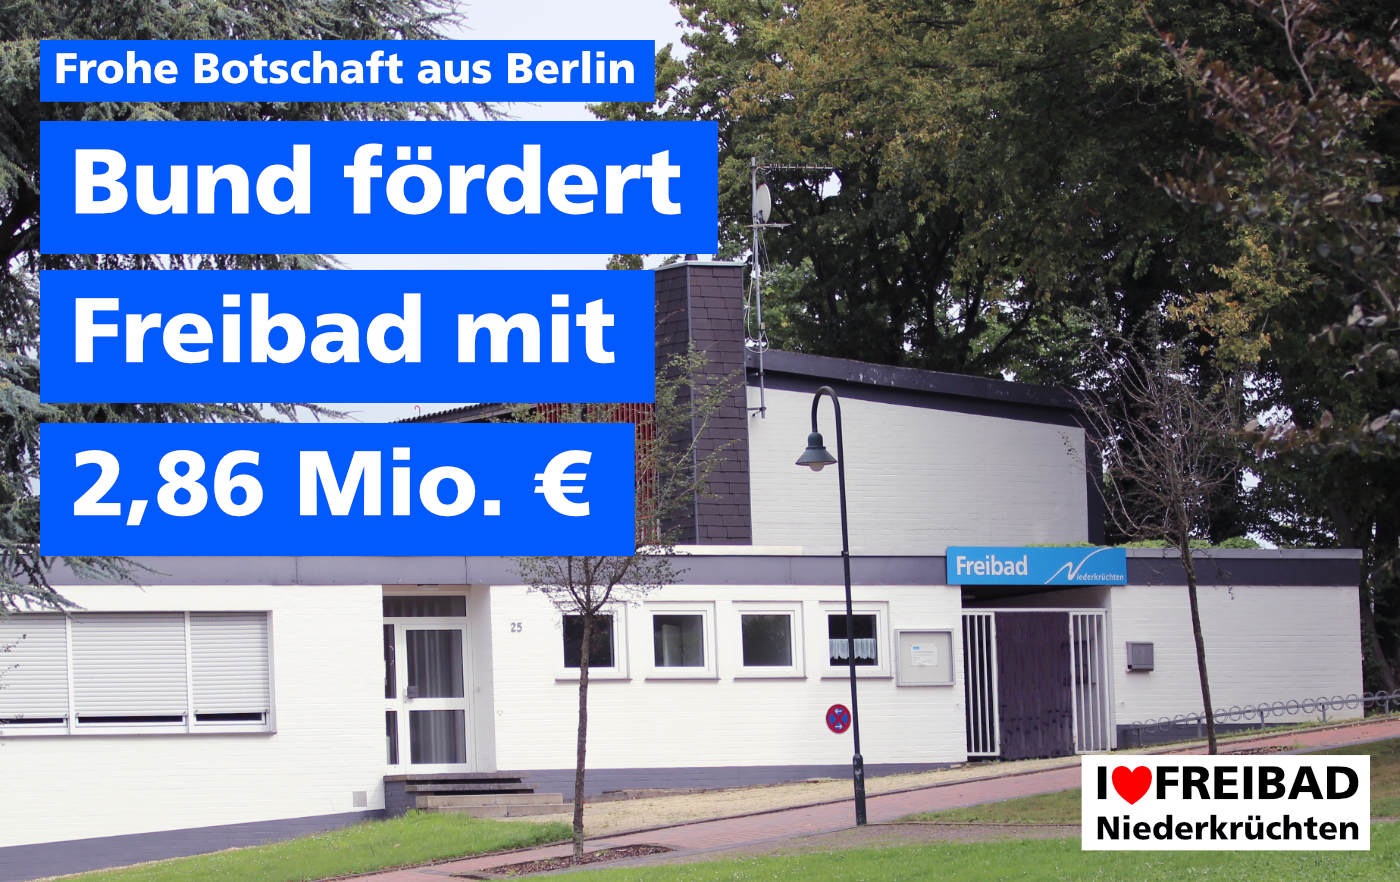 Frohe Botschaft aus Berlin
Bund fördert
Freibad mit
2,86 Mio. €
Freibad
Niederkrüchten
25
I❤FREIBAD
Niederkrüchten